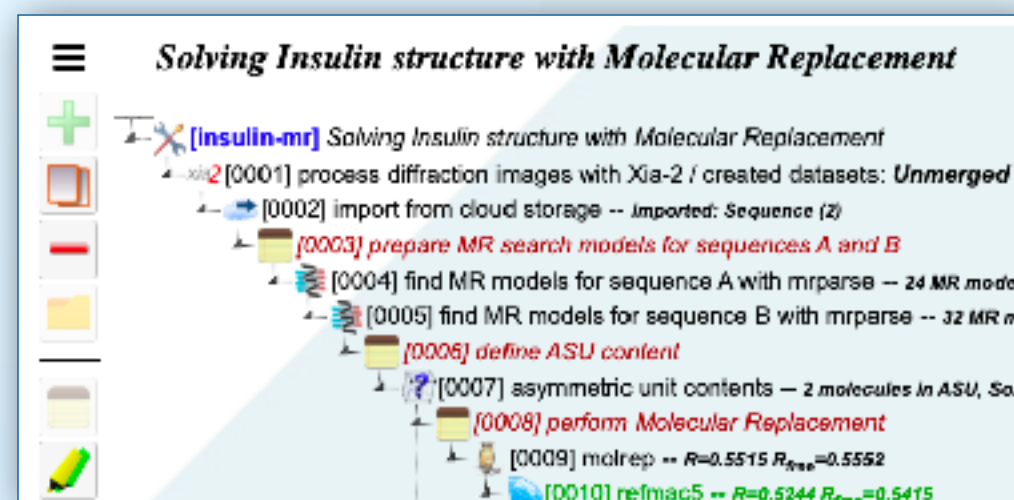 Solving Insulin structure with Molecular Replacement
[insulin-mr] Solving Insulin structure with Molecular Replacement
xia2 [0001] process diffraction images with Xia-2 / created datasets: Unmerged
[0002] import from cloud storage -- imported: Sequence (2)
[0003] prepare MR search models for sequences A and B
[0004] find MR models for sequence A with mrparse -- 24 MR
[0005] find MR models for sequence B with mrparse -- 32 MR
[0006] define ASU content
? [0007] asymmetric unit contents -- 2 molecules in ASU,
[0008] perform Molecular Replacement
[0009] molrep -- R=0.5515 Rfree=0.5552
[0010] refmac5 -- R=0.5244 Rfree=0.5415